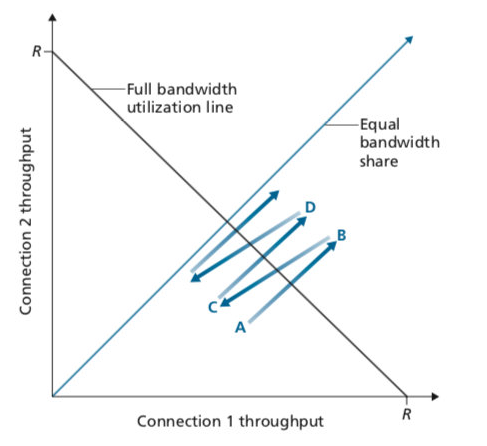 R
Full bandwidth
utilization line
Equal
bandwidth
share
Connection 2 throughput
D
B
C
A
R
Connection 1 throughput